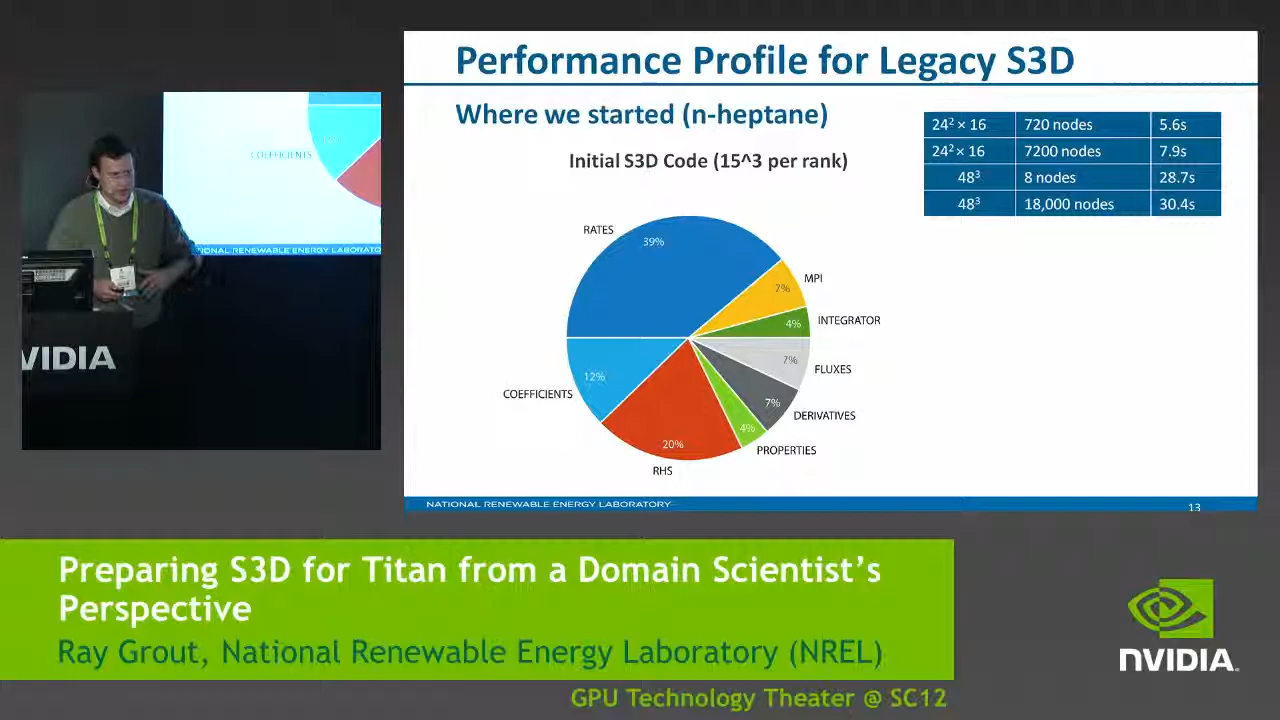 Performance Profile for Legacy S3D
Where we started (n-heptane)
24² × 16 720 nodes 5.6s
24² × 16 7200 nodes 7.9s
48³ 8 nodes 28.7s
48³ 18,000 nodes 30.4s
Initial S3D Code (15^3 per rank)
RATES
39%
MPI
7%
INTEGRATOR
4%
FLUXES
7%
DERIVATIVES
7%
PROPERTIES
4%
RHS
20%
COEFFICIENTS
12%
NATIONAL RENEWABLE ENERGY LABORATORY
13
COEFFICIENTS
IONAL RENEWABLE ENERGY LABORATO
VIDIA
Preparing S3D for Titan from a Domain Scientist's
Perspective
Ray Grout, National Renewable Energy Laboratory (NREL)
GPU Technology Theater @ SC12
NVIDIA.